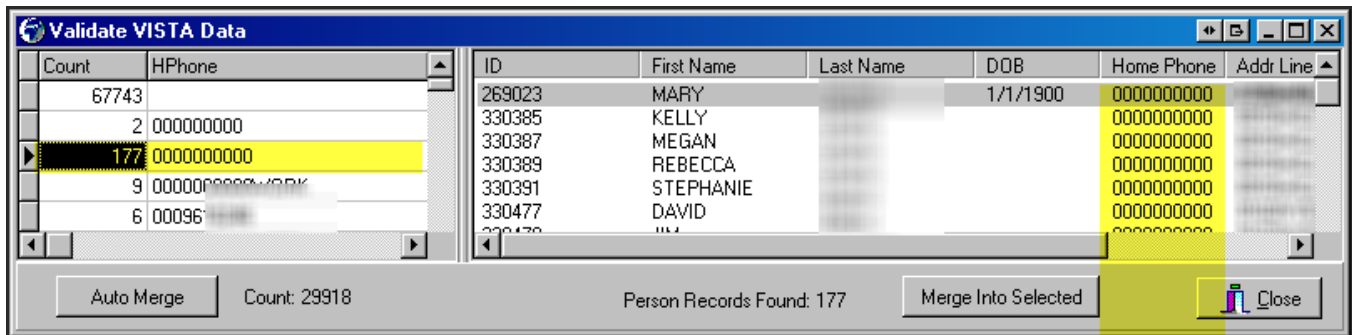 Validate VISTA Data
Count HPhone
67743
2 000000000
177 0000000000
9
6 00096
ID First Name Last Name DOB Home Phone Addr Line
269023 MARY 1/1/1900 0000000000
330385 KELLY 0000000000
330387 MEGAN 0000000000
330389 REBECCA 0000000000
330391 STEPHANIE 0000000000
330477 DAVID 0000000000
Auto Merge Count: 29918 Person Records Found: 177 Merge Into Selected Close